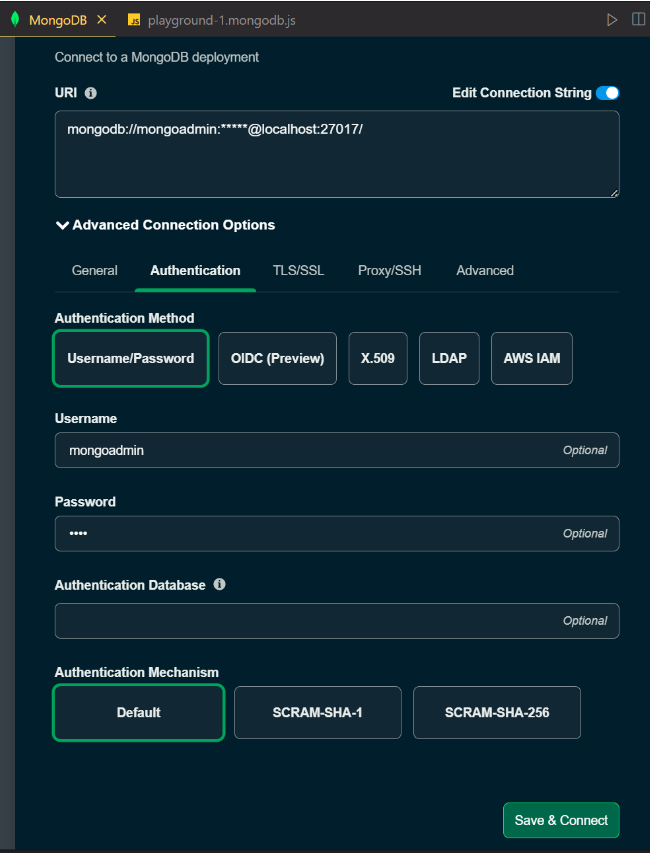 MongoDB
playground-1.mongodb.js
Connect to a MongoDB deployment
URI
Edit Connection String
mongodb://mongoadmin:*****@localhost:27017/
Advanced Connection Options
General Authentication TLS/SSL Proxy/SSH Advanced
Authentication Method
Username/Password OIDC (Preview) X.509 LDAP AWS IAM
Username
mongoadmin Optional
Password
•••• Optional
Authentication Database
Optional
Authentication Mechanism
Default SCRAM-SHA-1 SCRAM-SHA-256
Save & Connect